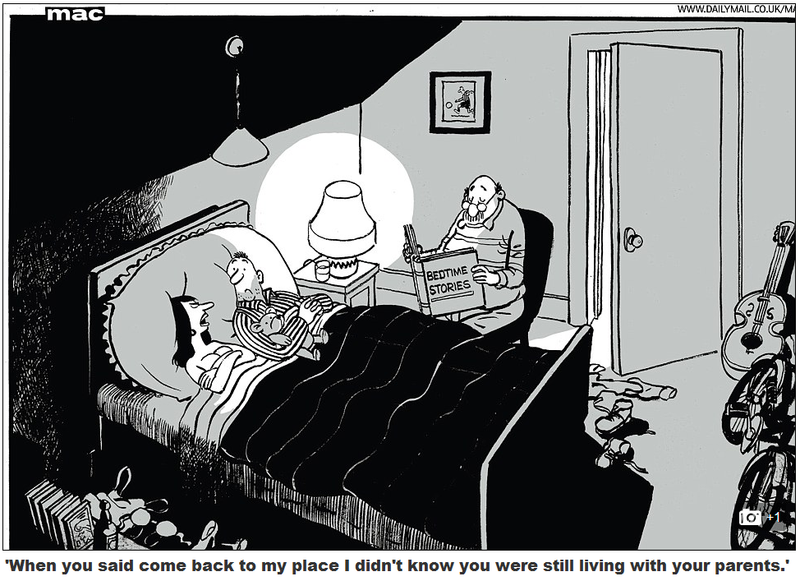 mac
WWW.DAILYMAIL.CO.UK/MA
BEDTIME
STORIES
+1
'When you said come back to my place I didn't know you were still living with your parents.'